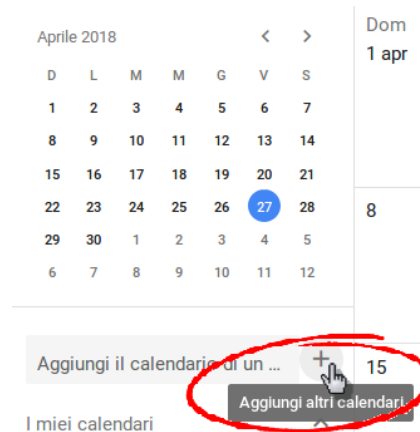 Aprile 2018
D L M M G V S
1 2 3 4 5 6 7
8 9 10 11 12 13 14
15 16 17 18 19 20 21
22 23 24 25 26 27 28
29 30 1 2 3 4 5
6 7 8 9 10 11 12
Aggiungi il calendario di un ...
Aggiungi altri calendari
I miei calendari
Dom
1 apr
8
15